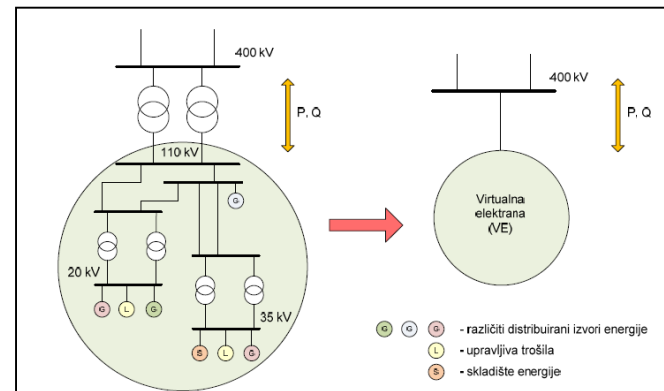 400 kV
P, Q
110 kV
G
20 kV
G L G
35 kV
S L G
400 kV
P, Q
Virtualna
elektrana
(VE)
G G G - različiti distribuirani izvori energije
L - upravljiva trošila
S - skladište energije